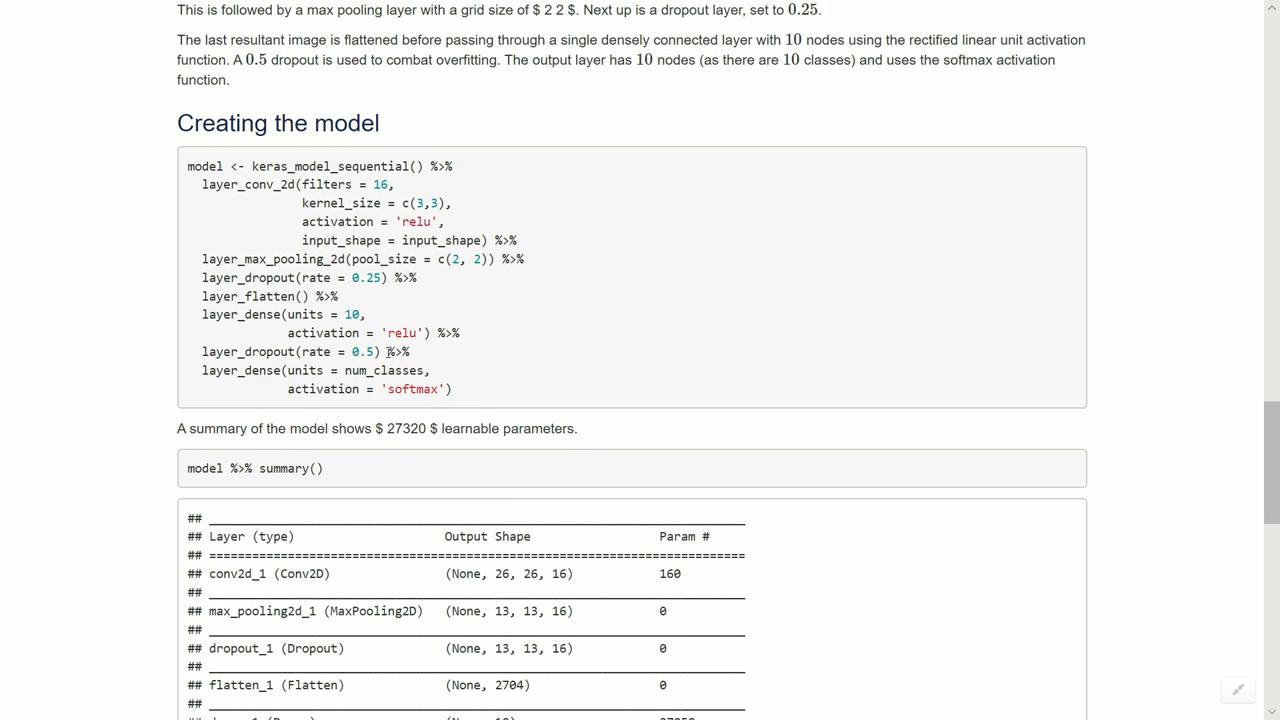 This is followed by a max pooling layer with a grid size of $ 2 2 $. Next up is a dropout layer, set to 0.25.
The last resultant image is flattened before passing through a single densely connected layer with 10 nodes using the rectified linear unit activation
function. A 0.5 dropout is used to combat overfitting. The output layer has 10 nodes (as there are 10 classes) and uses the softmax activation
function.
Creating the model
model <- keras_model_sequential() %>%
  layer_conv_2d(filters = 16,
                kernel_size = c(3,3),
                activation = 'relu',
                input_shape = input_shape) %>%
  layer_max_pooling_2d(pool_size = c(2, 2)) %>%
  layer_dropout(rate = 0.25) %>%
  layer_flatten() %>%
  layer_dense(units = 10,
              activation = 'relu') %>%
  layer_dropout(rate = 0.5) %>%
  layer_dense(units = num_classes,
              activation = 'softmax')
A summary of the model shows $ 27320 $ learnable parameters.
model %>% summary()
## ___________________________________________________________________________
## Layer (type)                     Output Shape                  Param #
## ===========================================================================
## conv2d_1 (Conv2D)                (None, 26, 26, 16)            160
## ___________________________________________________________________________
## max_pooling2d_1 (MaxPooling2D)   (None, 13, 13, 16)            0
## ___________________________________________________________________________
## dropout_1 (Dropout)              (None, 13, 13, 16)            0
## ___________________________________________________________________________
## flatten_1 (Flatten)              (None, 2704)                  0
## ___________________________________________________________________________